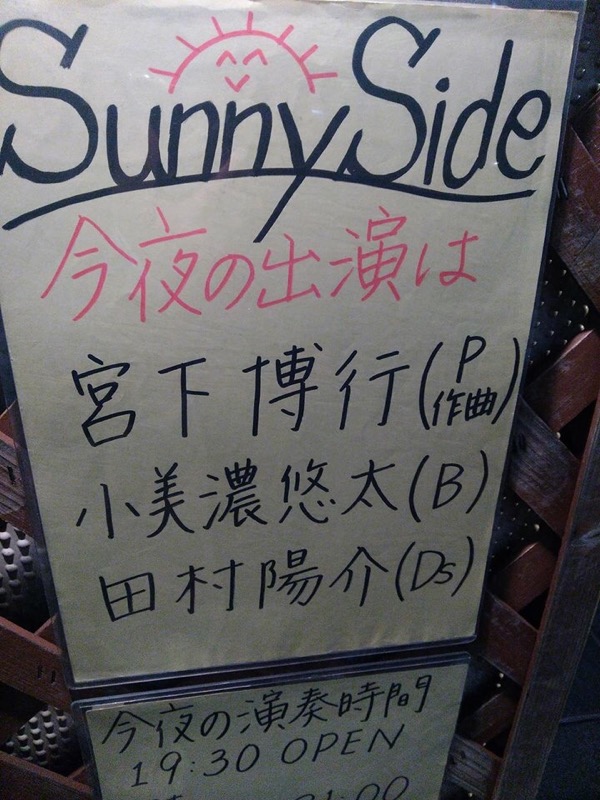 Sunny Side
今夜の出演は
宮下 博行(P 作曲)
小美濃 悠太(B)
田村 陽介(Ds)
今夜の演奏時間
19:30 OPEN